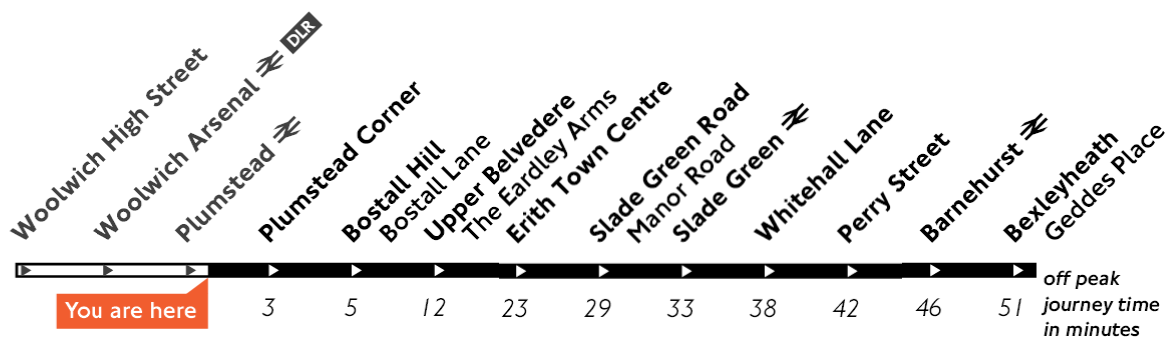 Woolwich High Street
Woolwich Arsenal DLR
Plumstead
Plumstead Corner
Bostall Hill
Bostall Lane
Upper Belvedere
The Eardley Arms
Erith Town Centre
Slade Green Road
Manor Road
Slade Green
Whitehall Lane
Perry Street
Barnehurst
Bexleyheath
Geddes Place
You are here
3 5 12 23 29 33 38 42 46 51
off peak
journey time
in minutes